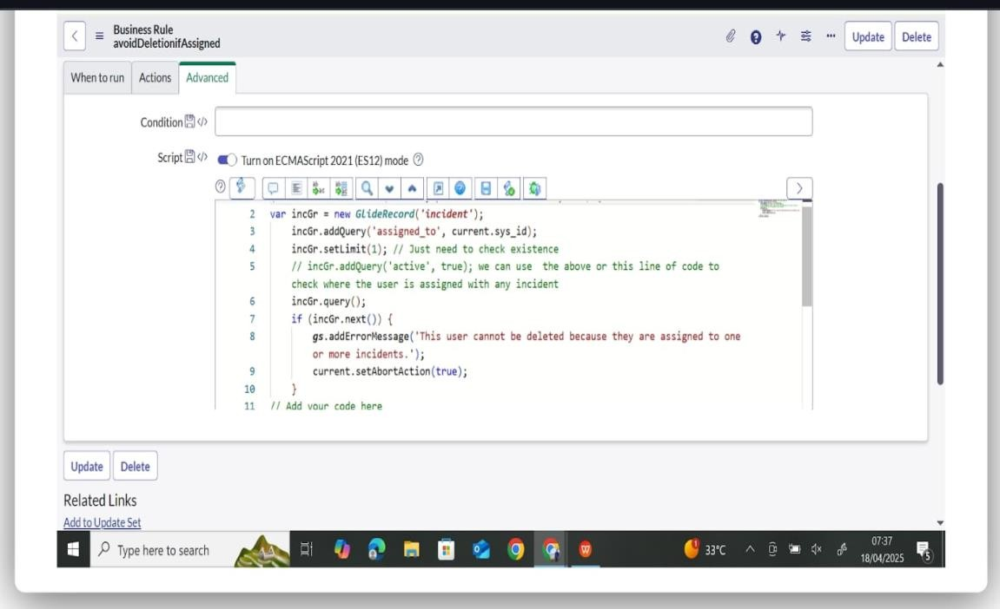 Business Rule
avoidDeletionifAssigned
Update
Delete
When to run
Actions
Advanced
Condition
Script
Turn on ECMAScript 2021 (ES12) mode
2 var incGr = new GlideRecord('incident');
3 incGr.addQuery('assigned_to', current.sys_id);
4 incGr.setLimit(1); // Just need to check existence
5 // incGr.addQuery('active', true); we can use the above or this line of code to
check where the user is assigned with any incident
6 incGr.query();
7 if (incGr.next()) {
8 gs.addErrorMessage('This user cannot be deleted because they are assigned to one
or more incidents.');
9 current.setAbortAction(true);
10 }
11 // Add your code here
Update
Delete
Related Links
Add to Update Set
Type here to search
33°C
07:37
18/04/2025
5